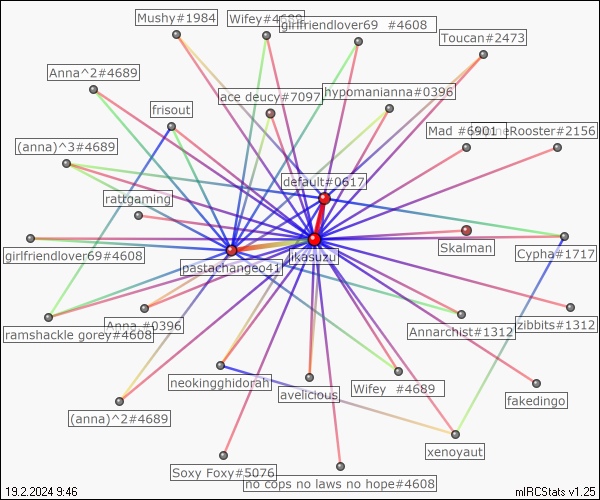 Mushy#1984
Wifey#4689
girlfriendlover69 #4608
Toucan#2473
Anna^2#4689
ace deucy#7097
hypomanianna#0396
frisout
Mad #6901
Rooster#2156
(anna)^3#4689
default#0617
rattgaming
Skalman
girlfriendlover69#4608
ikasuzu
Cypha#1717
pastachangeo41
Anna #0396
Annarchist#1312
zibbits#1312
ramshackle gorey#4608
neokingghidorah
avelicious
Wifey #4689
fakedingo
(anna)^2#4689
xenoyaut
Soxy Foxy#5076
no cops no laws no hope#4608
19.2.2024 9:46
mIRCStats v1.25